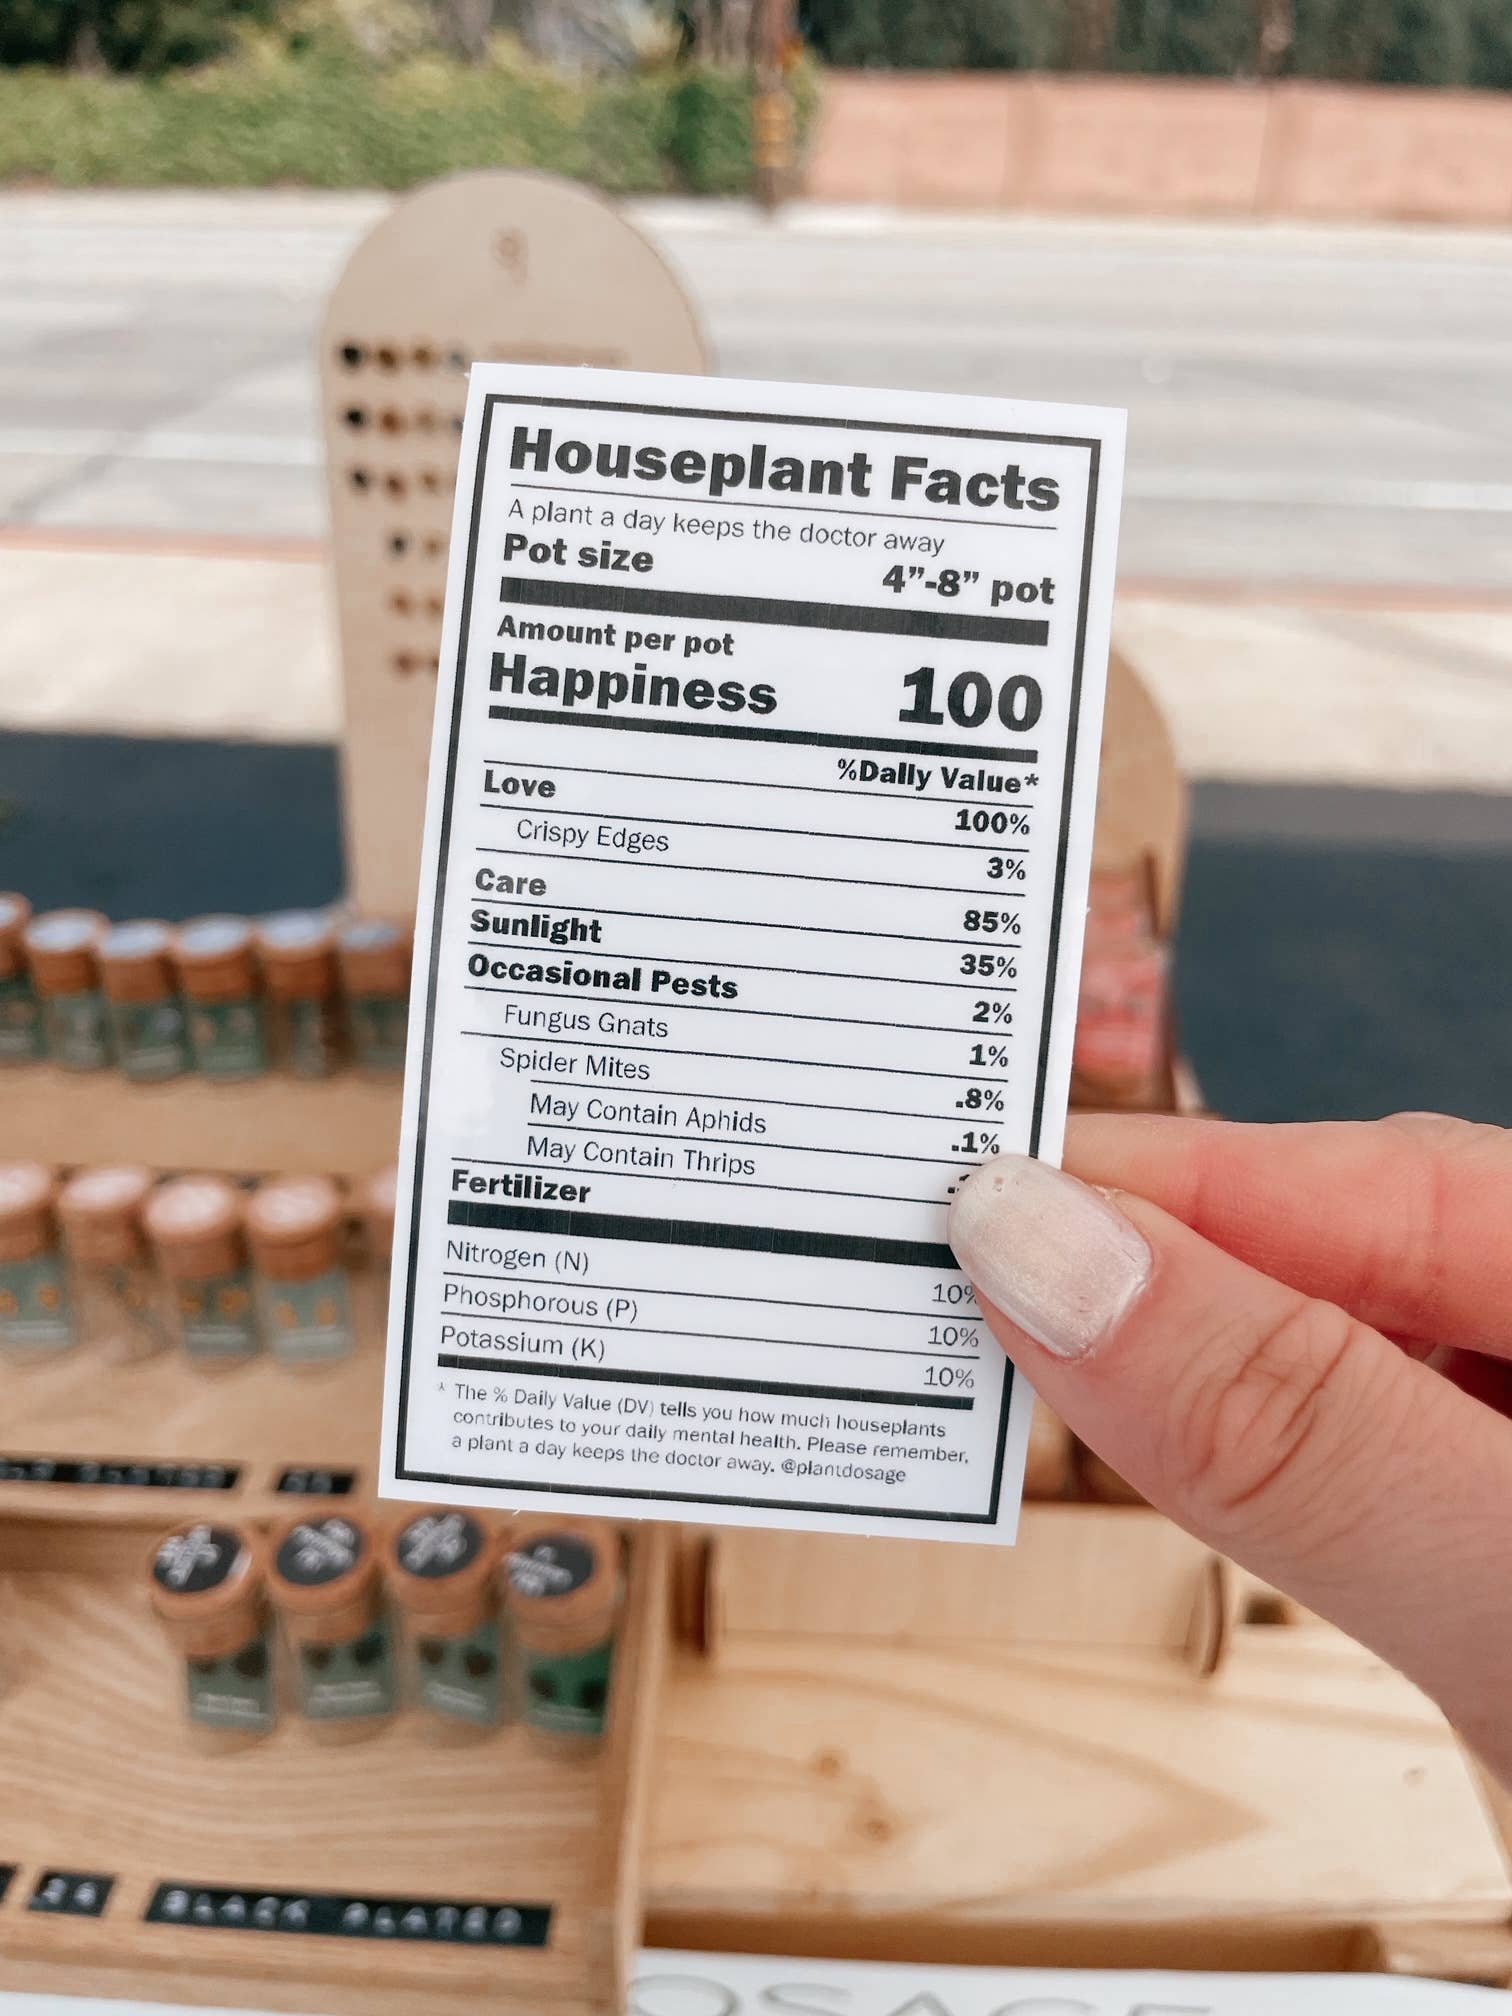 Houseplant Facts
A plant a day keeps the doctor away
Pot size 4”-8” pot
Amount per pot
Happiness 100
%Daily Value*
Love 100%
Crispy Edges 3%
Care 85%
Sunlight 35%
Occasional Pests 2%
Fungus Gnats 1%
Spider Mites .8%
May Contain Aphids .1%
May Contain Thrips
Fertilizer
Nitrogen (N) 10%
Phosphorous (P) 10%
Potassium (K) 10%
* The % Daily Value (DV) tells you how much houseplants
contributes to your daily mental health. Please remember,
a plant a day keeps the doctor away. @plantdosage
BLACK PLATED
OSAGE